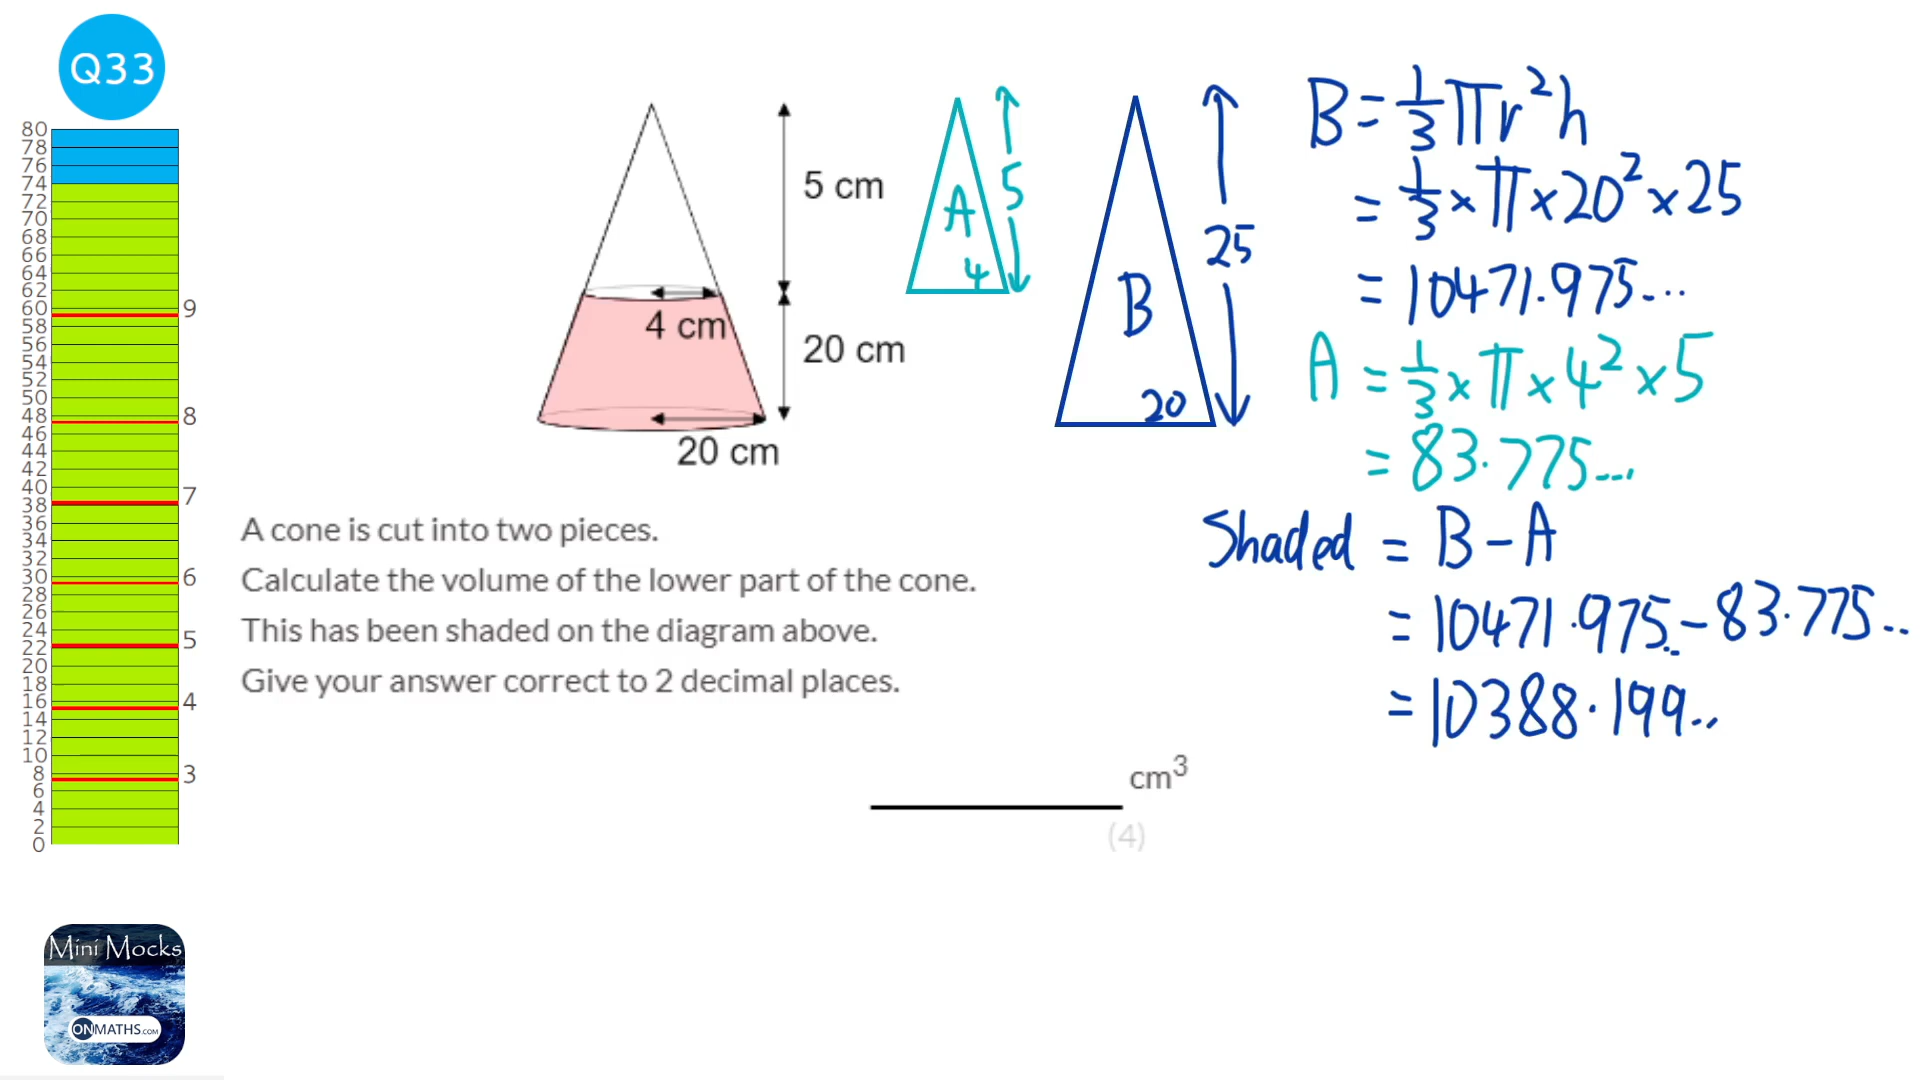 Q33
80
78
76
74
72
70
68
66
64
62
60
58
56
54
52
50
48
46
44
42
40
38
36
34
32
30
28
26
24
22
20
18
16
14
12
10
8
6
4
2
0
9
8
7
6
5
4
3
5 cm
4 cm
20 cm
20 cm
A
4
5
B
20
25
B = 1/3 πr²h
= 1/3 × π × 20² × 25
= 10471.975...
A = 1/3 × π × 4² × 5
= 83.775...
Shaded = B - A
= 10471.975.. - 83.775...
= 10388.199..
A cone is cut into two pieces.
Calculate the volume of the lower part of the cone.
This has been shaded on the diagram above.
Give your answer correct to 2 decimal places.
cm³
(4)
Mini Mocks
ONMATHS.COM